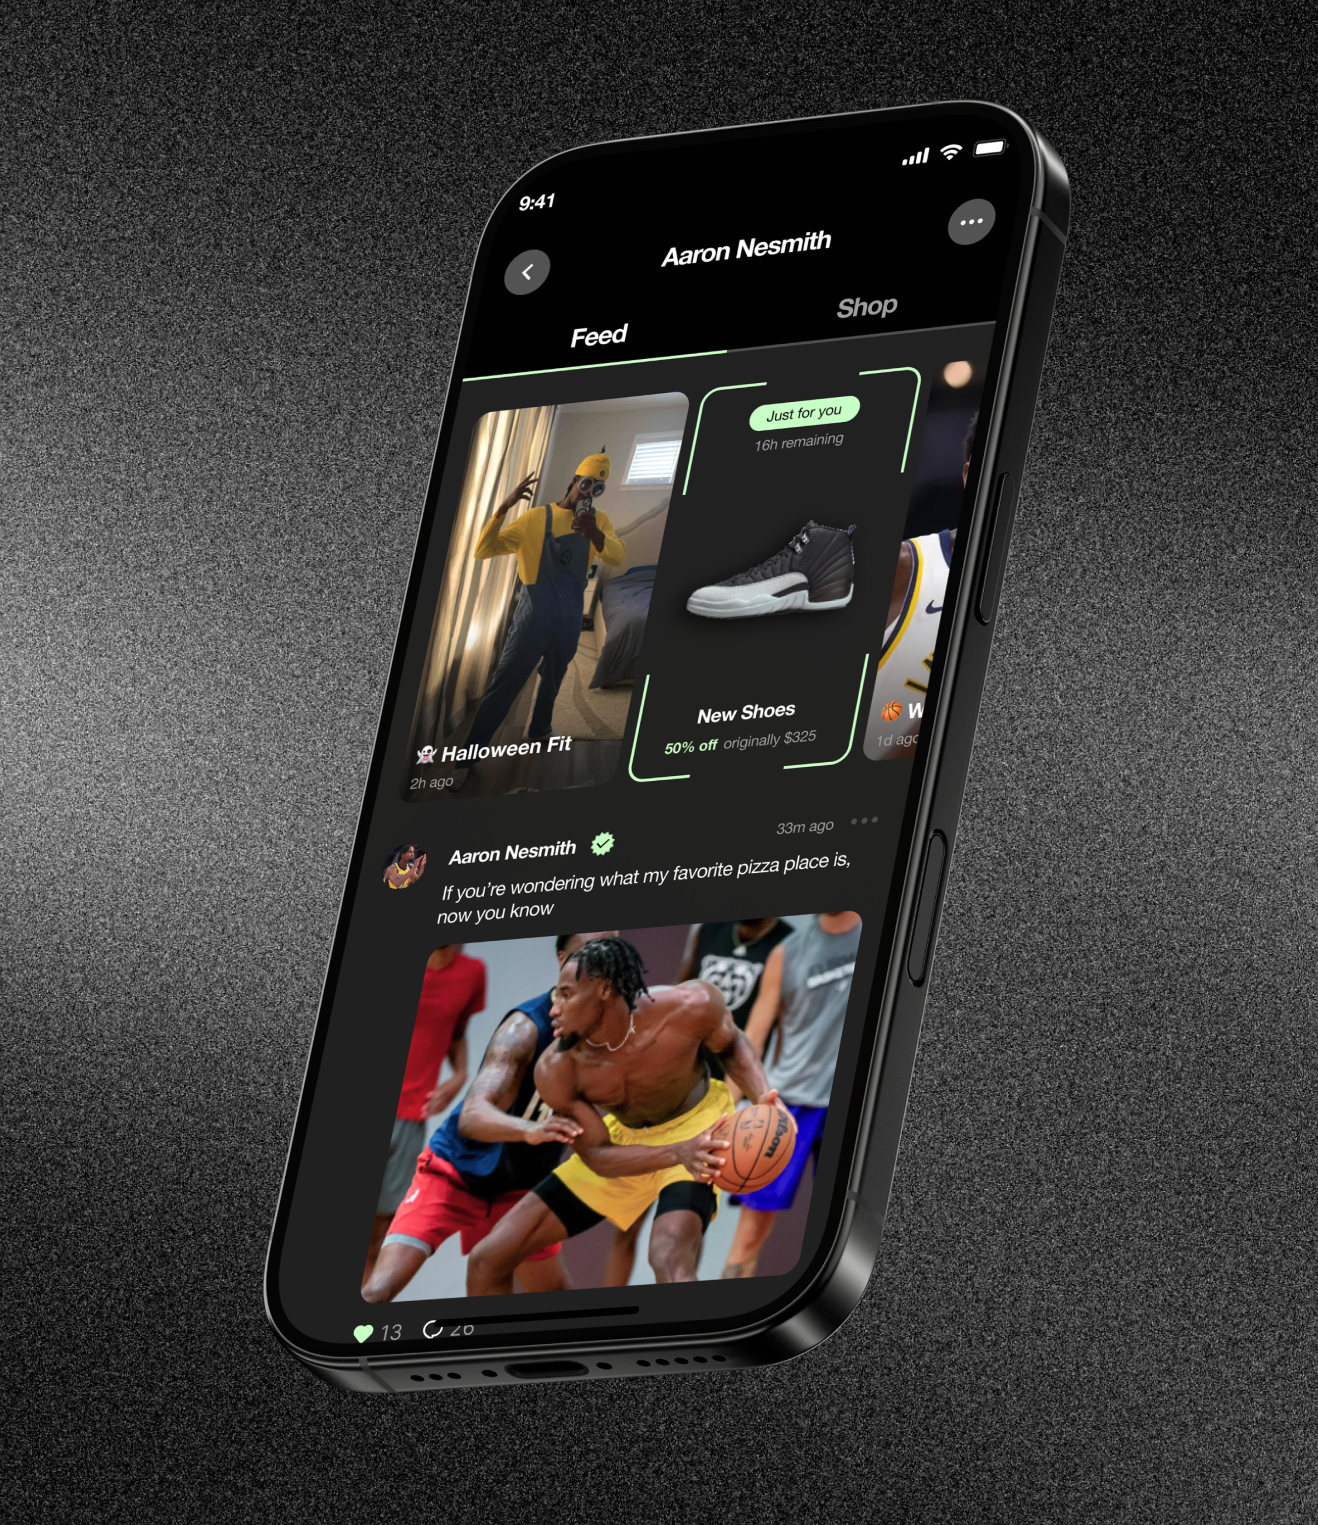 9:41
Aaron Nesmith
Feed
Shop
Just for you
16h remaining
New Shoes
50% off originally $325
👻 Halloween Fit
2h ago
🏀 W
1d ago
Aaron Nesmith
33m ago
If you're wondering what my favorite pizza place is,
now you know
Wilson
13
26